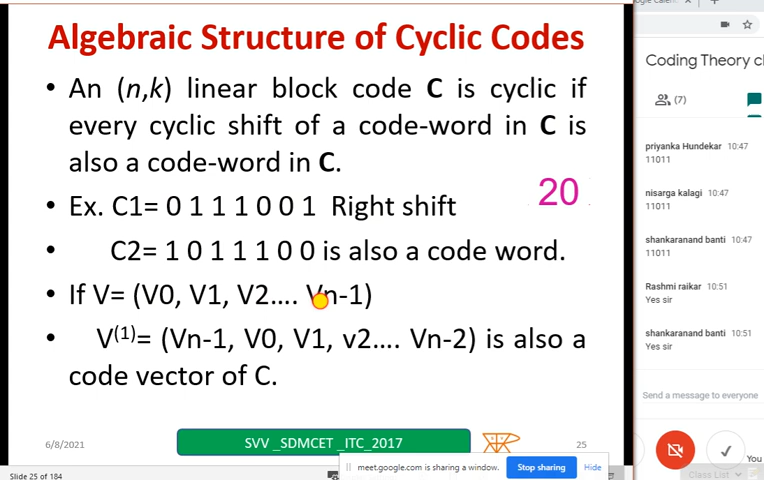 Algebraic Structure of Cyclic Codes
• An (n,k) linear block code C is cyclic if
every cyclic shift of a code-word in C is
also a code-word in C.
20
• Ex. C1= 0 1 1 1 0 0 1 Right shift
• C2= 1 0 1 1 1 0 0 is also a code word.
• If V= (V0, V1, V2.... Vn-1)
• V(1)= (Vn-1, V0, V1, v2.... Vn-2) is also a
code vector of C.
6/8/2021
SVV _SDMCET _ITC_2017
25
Slide 25 of 184
meet.google.com is sharing a window.
Stop sharing
Hide
Coding Theory cl
(7)
priyanka Hundekar 10:47
11011
nisarga kalagi 10:47
11011
shankaranand banti 10:47
11011
Rashmi raikar 10:51
Yes sir
shankaranand banti 10:51
Yes sir
Send a message to everyone
You
Class List